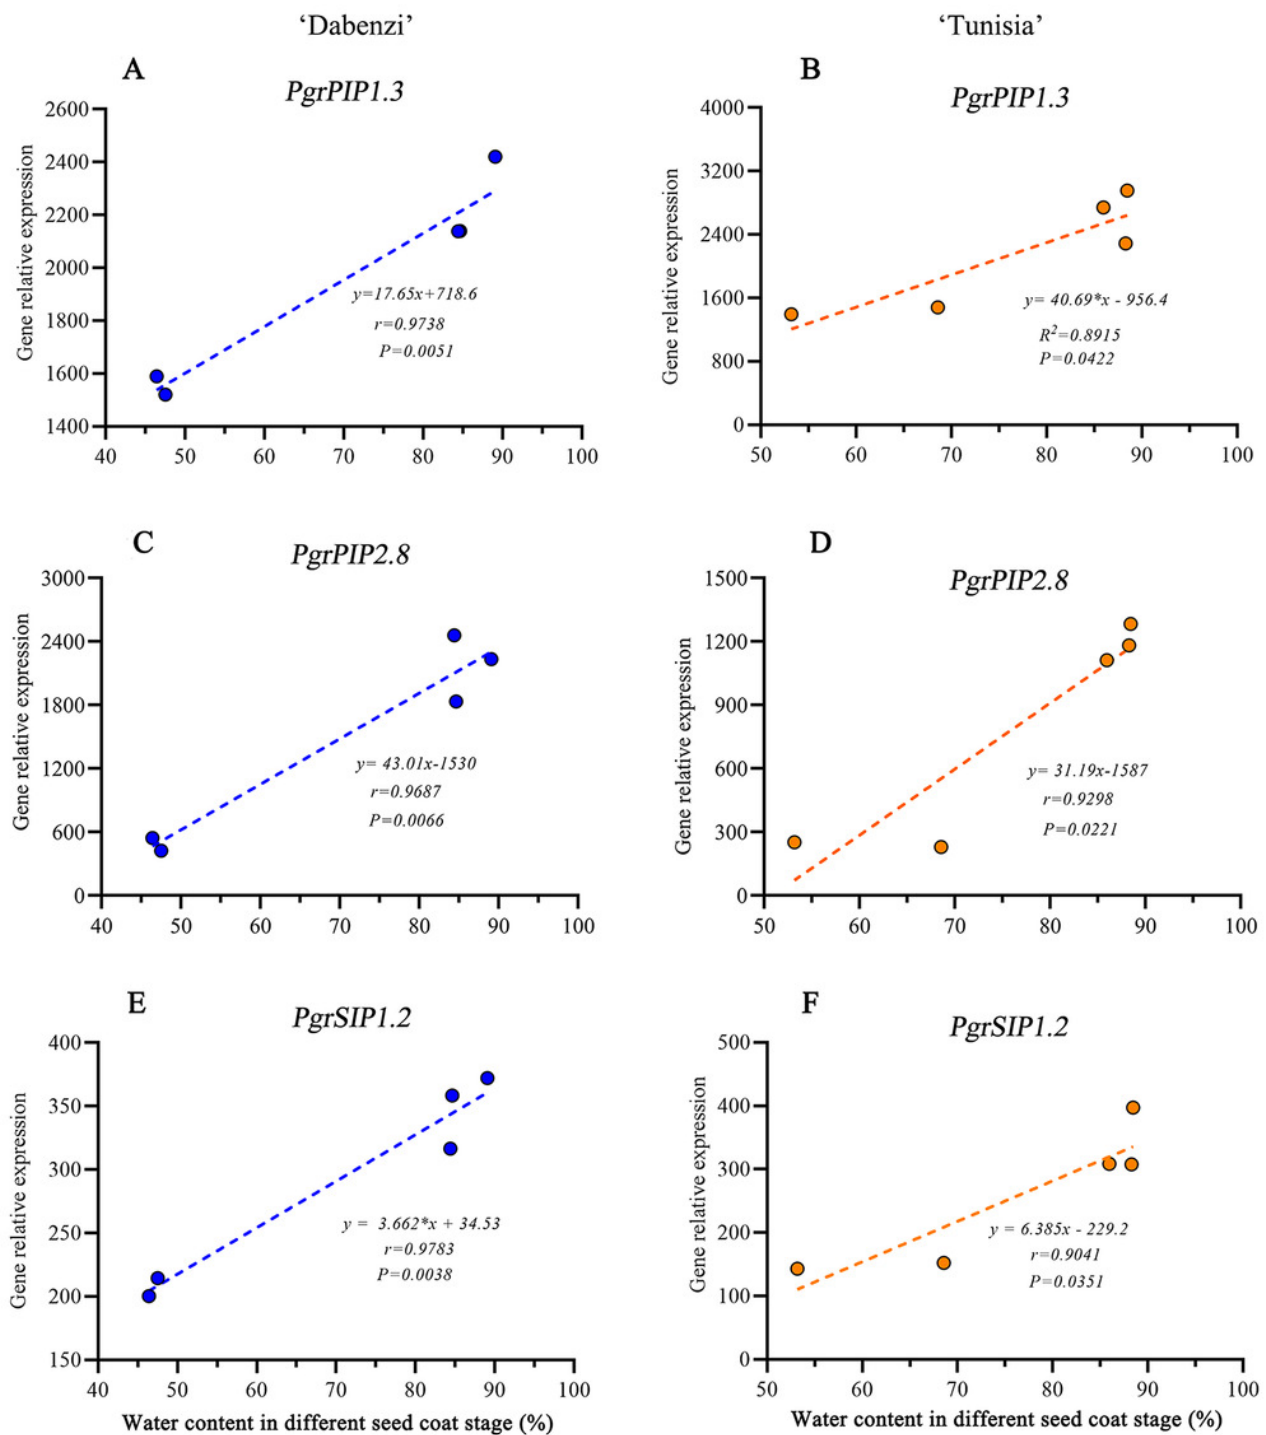 ‘Dabenzi’
‘Tunisia’
A
PgrPIP1.3
Gene relative expression
2600
2400
2200
2000
1800
1600
1400
40 50 60 70 80 90 100
y=17.65x+718.6
r=0.9738
P=0.0051
B
PgrPIP1.3
Gene relative expression
4000
3200
2400
1600
800
0
50 60 70 80 90 100
y= 40.69*x - 956.4
R²=0.8915
P=0.0422
C
PgrPIP2.8
Gene relative expression
3000
2400
1800
1200
600
0
40 50 60 70 80 90 100
y= 43.01x-1530
r=0.9687
P=0.0066
D
PgrPIP2.8
Gene relative expression
1500
1200
900
600
300
0
50 60 70 80 90 100
y= 31.19x-1587
r=0.9298
P=0.0221
E
PgrSIP1.2
Gene relative expression
400
350
300
250
200
150
40 50 60 70 80 90 100
y = 3.662*x + 34.53
r=0.9783
P=0.0038
Water content in different seed coat stage (%)
F
PgrSIP1.2
Gene relative expression
500
400
300
200
100
0
50 60 70 80 90 100
y = 6.385x - 229.2
r=0.9041
P=0.0351
Water content in different seed coat stage (%)